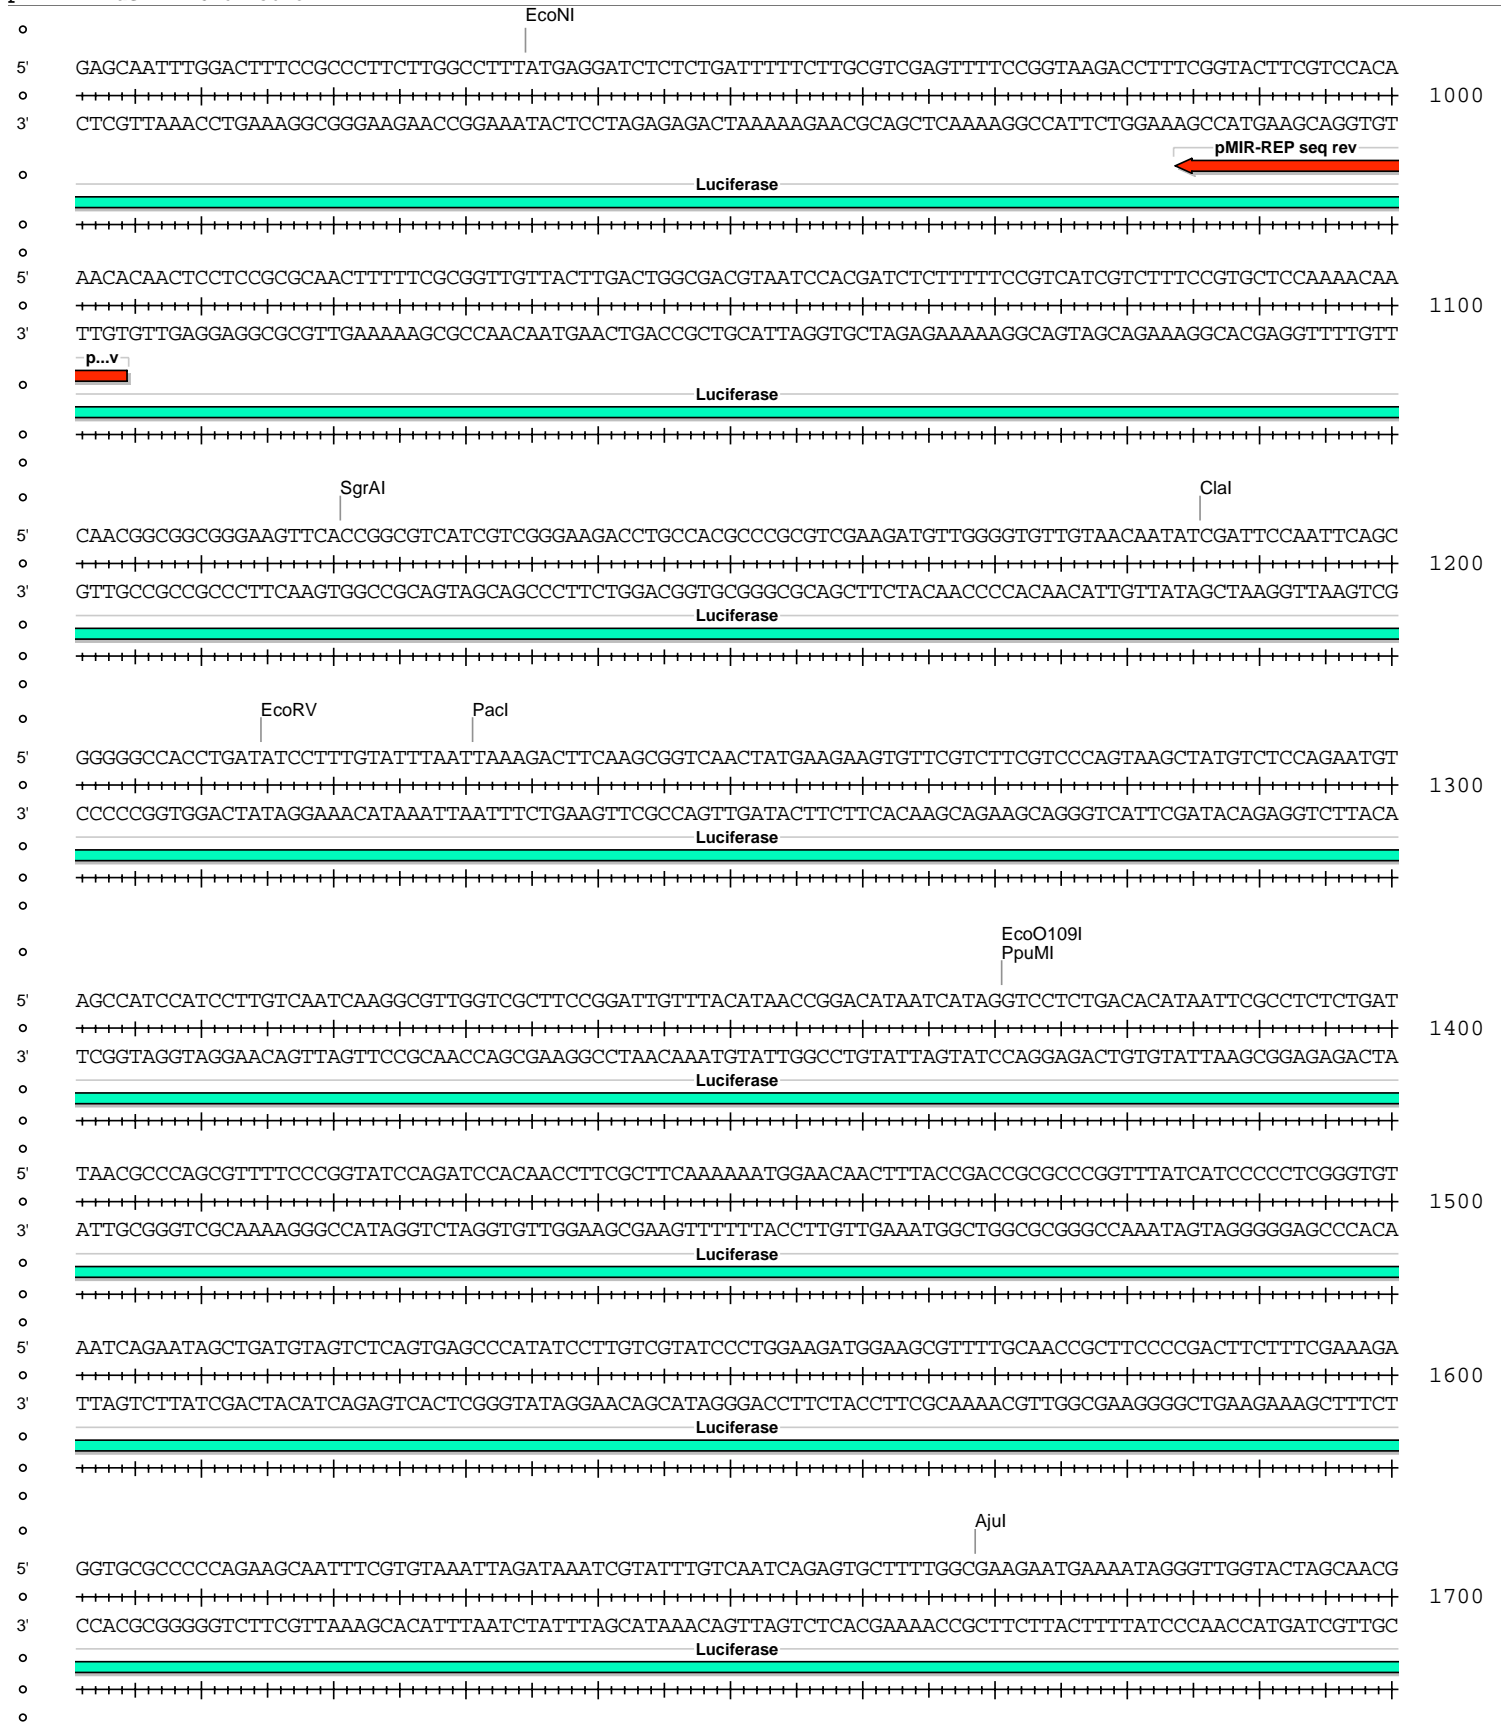 EcoNI
5' GAGCAATTTGGACTTTCCGCCCTTCTTGGCCTTTATGAGGATCTCTCTGATTTTTCTTGCGTCGAGTTTTCCGGTAAGACCTTTCGGTACTTCGTCCACA
1000
3' CTCGTTAAACCTGAAAGGCGGGAAGAACCGGAAATACTCCTAGAGAGACTAAAAAGAACGCAGCTCAAAAGGCCATTCTGGAAAGCCATGAAGCAGGTGT
pMIR-REP seq rev
Luciferase
5' AACACAACTCCTCCGCGCAACTTTTTCGCGGTTGTTACTTGACTGGCGACGTAATCCACGATCTCTTTTTCCGTCATCGTCTTTCCGTGCTCCAAAACAA
1100
3' TTGTGTTGAGGAGGCGCGTTGAAAAAGCGCCAACAATGAACTGACCGCTGCATTAGGTGCTAGAGAAAAAGGCAGTAGCAGAAAGGCACGAGGTTTTGTT
p...v
Luciferase
SgrAI ClaI
5' CAACGGCGGCGGGAAGTTCACCGGCGTCATCGTCGGGAAGACCTGCCACGCCCGCGTCGAAGATGTTGGGGTGTTGTAACAATATCGATTCCAATTCAGC
1200
3' GTTGCCGCCGCCCTTCAAGTGGCCGCAGTAGCAGCCCTTCTGGACGGTGCGGGCGCAGCTTCTACAACCCCACAACATTGTTATAGCTAAGGTTAAGTCG
Luciferase
EcoRV PacI
5' GGGGGCCACCTGATATCCTTTGTATTTAATTAAAGACTTCAAGCGGTCAACTATGAAGAAGTGTTCGTCTTCGTCCCAGTAAGCTATGTCTCCAGAATGT
1300
3' CCCCCGGTGGACTATAGGAAACATAAATTAATTTCTGAAGTTCGCCAGTTGATACTTCTTCACAAGCAGAAGCAGGGTCATTCGATACAGAGGTCTTACA
Luciferase
EcoO109I
PpuMI
5' AGCCATCCATCCTTGTCAATCAAGGCGTTGGTCGCTTCCGGATTGTTTACATAACCGGACATAATCATAGGTCCTCTGACACATAATTCGCCTCTCTGAT
1400
3' TCGGTAGGTAGGAACAGTTAGTTCCGCAACCAGCGAAGGCCTAACAAATGTATTGGCCTGTATTAGTATCCAGGAGACTGTGTATTAAGCGGAGAGACTA
Luciferase
5' TAACGCCCAGCGTTTTCCCGGTATCCAGATCCACAACCTTCGCTTCAAAAAATGGAACAACTTTACCGACCGCGCCCGGTTTATCATCCCCCTCGGGTGT
1500
3' ATTGCGGGTCGCAAAAGGGCCATAGGTCTAGGTGTTGGAAGCGAAGTTTTTTACCTTGTTGAAATGGCTGGCGCGGGCCAAATAGTAGGGGGAGCCCACA
Luciferase
5' AATCAGAATAGCTGATGTAGTCTCAGTGAGCCCATATCCTTGTCGTATCCCTGGAAGATGGAAGCGTTTTGCAACCGCTTCCCCGACTTCTTTCGAAAGA
1600
3' TTAGTCTTATCGACTACATCAGAGTCACTCGGGTATAGGAACAGCATAGGGACCTTCTACCTTCGCAAAACGTTGGCGAAGGGGCTGAAGAAAGCTTTCT
Luciferase
AjuI
5' GGTGCGCCCCCAGAAGCAATTTCGTGTAAATTAGATAAATCGTATTTGTCAATCAGAGTGCTTTTGGCGAAGAATGAAAATAGGGTTGGTACTAGCAACG
1700
3' CCACGCGGGGGTCTTCGTTAAAGCACATTTAATCTATTTAGCATAAACAGTTAGTCTCACGAAAACCGCTTCTTACTTTTATCCCAACCATGATCGTTGC
Luciferase